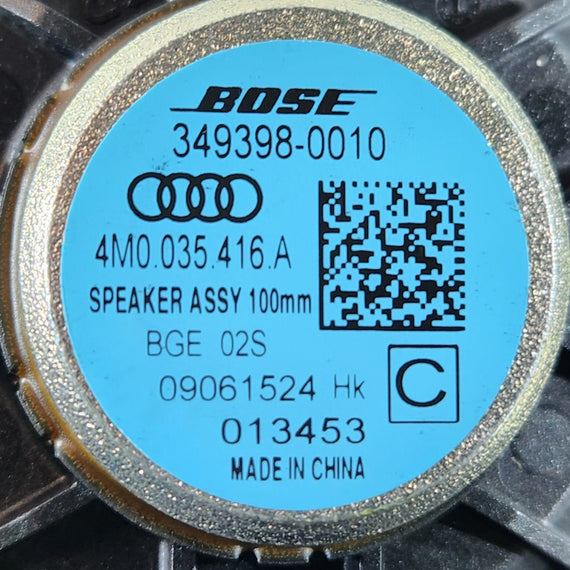 BOSE
349398-0010
4M0.035.416.A
SPEAKER ASSY 100mm
BGE 02S
09061524 Hk
C
013453
MADE IN CHINA